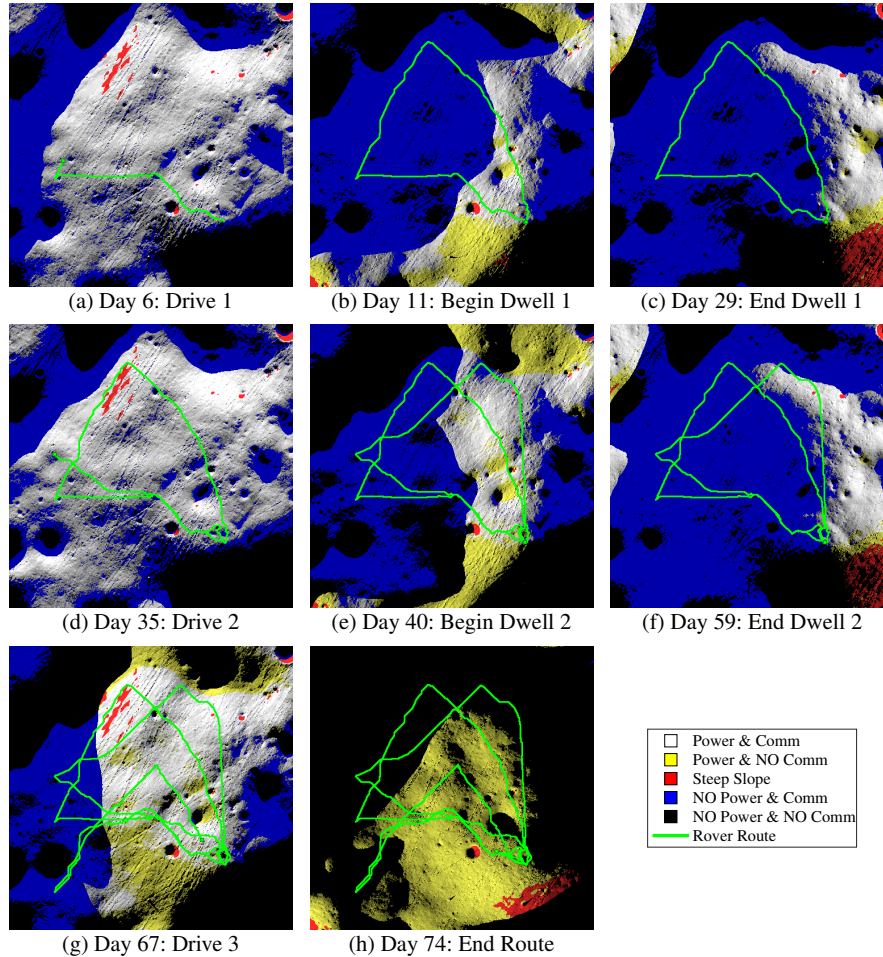 (a) Day 6: Drive 1
(b) Day 11: Begin Dwell 1
(c) Day 29: End Dwell 1
(d) Day 35: Drive 2
(e) Day 40: Begin Dwell 2
(f) Day 59: End Dwell 2
(g) Day 67: Drive 3
(h) Day 74: End Route
Power & Comm
Power & NO Comm
Steep Slope
NO Power & Comm
NO Power & NO Comm
Rover Route